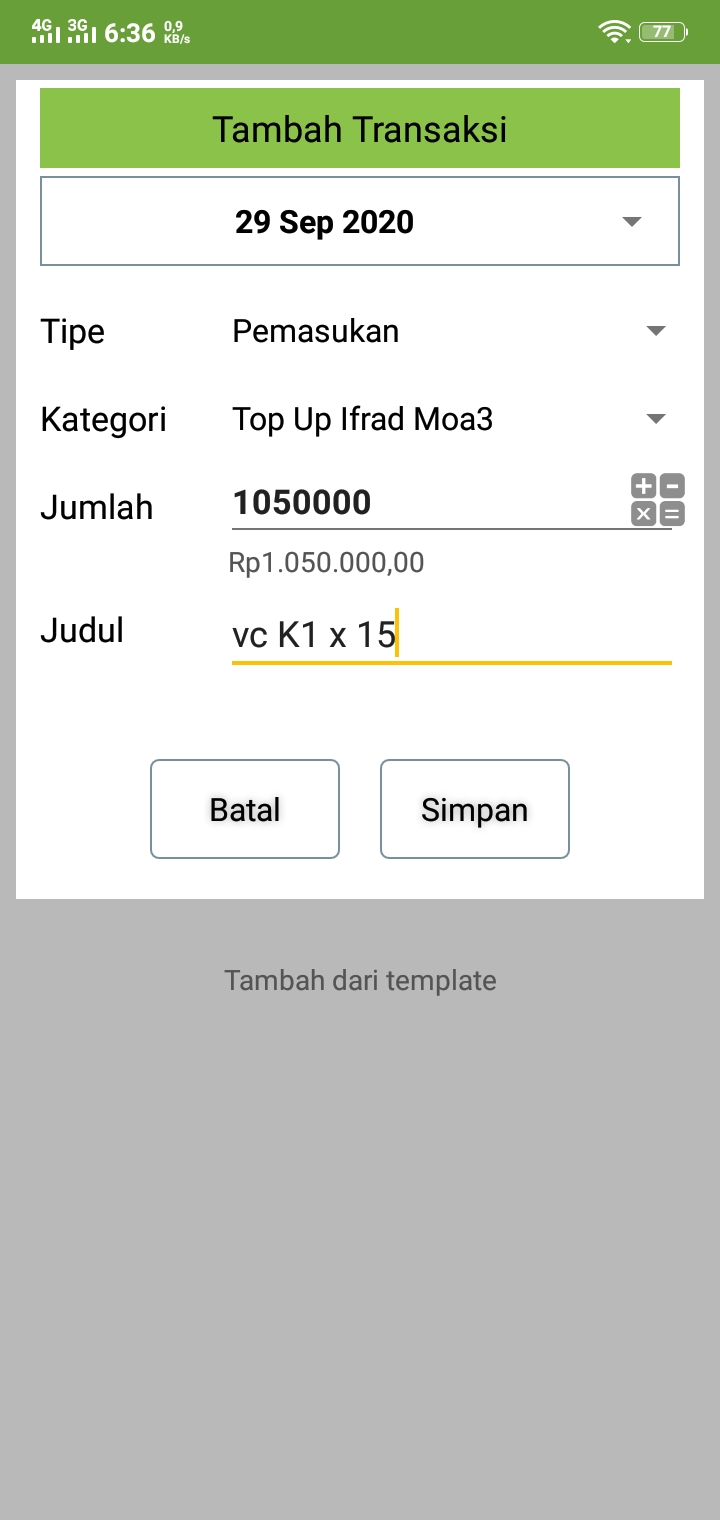 4G 3G 6:36 0,9 KB/s 77
Tambah Transaksi
29 Sep 2020
Tipe Pemasukan
Kategori Top Up Ifrad Moa3
Jumlah 1050000
Rp1.050.000,00
Judul vc K1 x 15
Batal Simpan
Tambah dari template